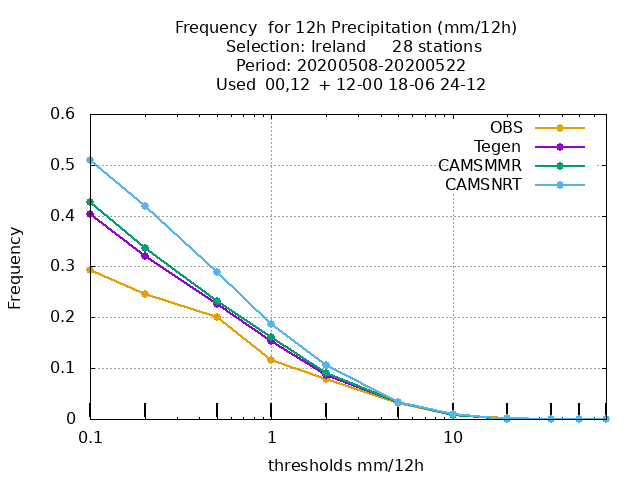 Frequency  for 12h Precipitation (mm/12h)
Selection: Ireland     28 stations
Period: 20200508-20200522
Used  00,12  + 12-00 18-06 24-12
0.6
0.5
0.4
0.3
0.2
0.1
0
Frequency
OBS
Tegen
CAMSMMR
CAMSNRT
0.1 1 10
thresholds mm/12h